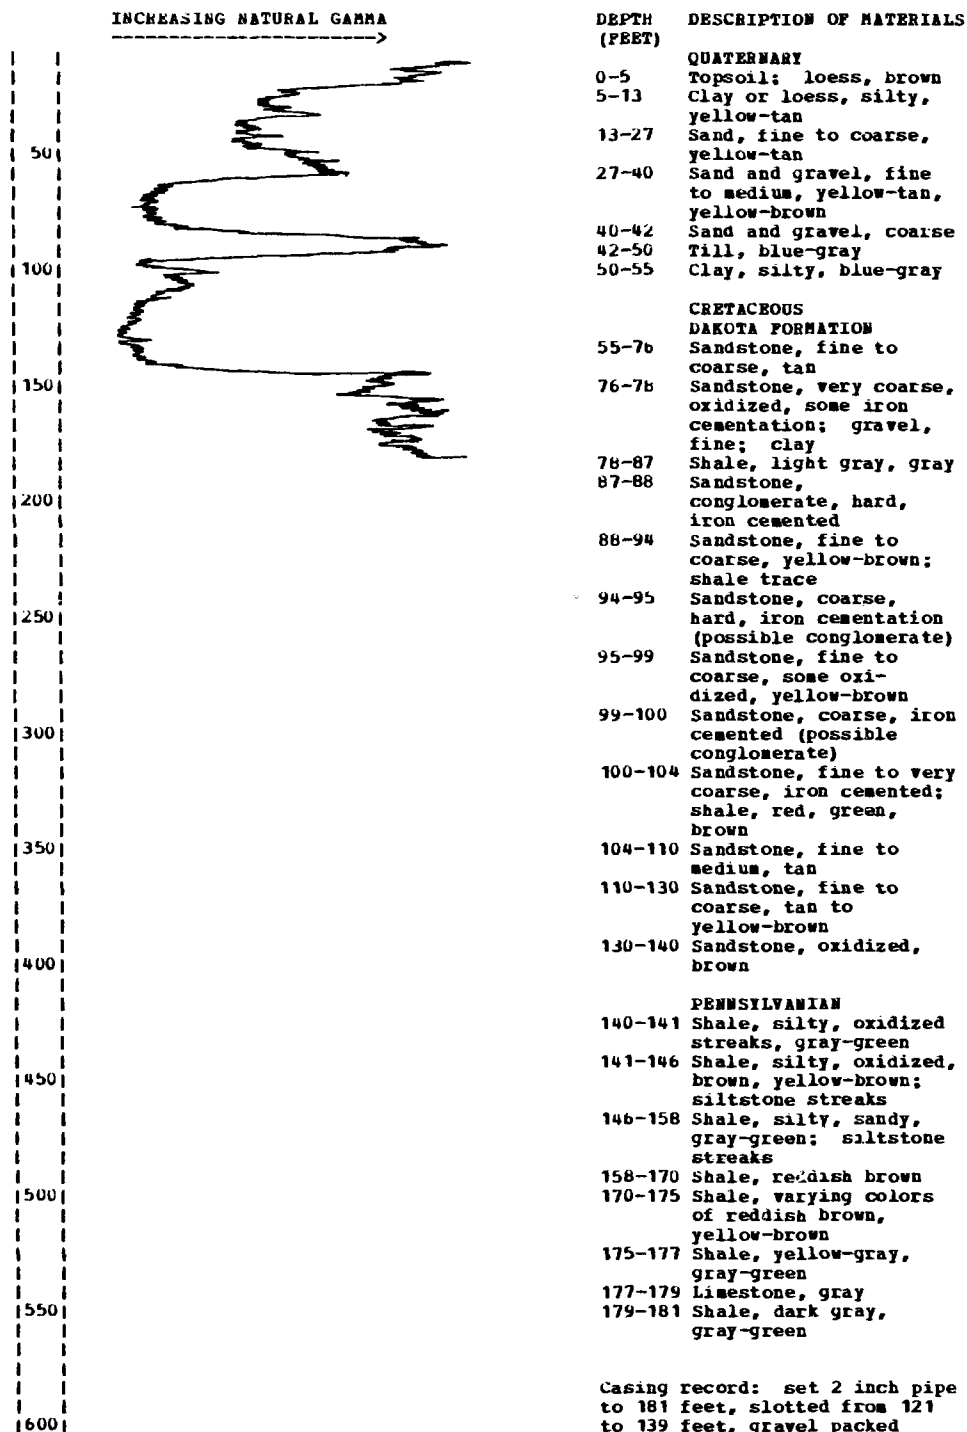 INCREASING NATURAL GAMMA
------------------------>
50
100
150
200
250
300
350
400
450
500
550
600
DEPTH DESCRIPTION OF MATERIALS
(FEET)
QUATERNARY
0-5 Topsoil; loess, brown
5-13 Clay or loess, silty,
yellow-tan
13-27 Sand, fine to coarse,
yellow-tan
27-40 Sand and gravel, fine
to medium, yellow-tan,
yellow-brown
40-42 Sand and gravel, coarse
42-50 Till, blue-gray
50-55 Clay, silty, blue-gray
CRETACEOUS
DAKOTA FORMATION
55-76 Sandstone, fine to
coarse, tan
76-78 Sandstone, very coarse,
oxidized, some iron
cementation; gravel,
fine; clay
78-87 Shale, light gray, gray
87-88 Sandstone,
conglomerate, hard,
iron cemented
88-94 Sandstone, fine to
coarse, yellow-brown;
shale trace
94-95 Sandstone, coarse,
hard, iron cementation
(possible conglomerate)
95-99 Sandstone, fine to
coarse, some oxi-
dized, yellow-brown
99-100 Sandstone, coarse, iron
cemented (possible
conglomerate)
100-104 Sandstone, fine to very
coarse, iron cemented;
shale, red, green,
brown
104-110 Sandstone, fine to
medium, tan
110-130 Sandstone, fine to
coarse, tan to
yellow-brown
130-140 Sandstone, oxidized,
brown
PENNSYLVANIAN
140-141 Shale, silty, oxidized
streaks, gray-green
141-146 Shale, silty, oxidized,
brown, yellow-brown;
siltstone streaks
146-158 Shale, silty, sandy,
gray-green; siltstone
streaks
158-170 Shale, reddish brown
170-175 Shale, varying colors
of reddish brown,
yellow-brown
175-177 Shale, yellow-gray,
gray-green
177-179 Limestone, gray
179-181 Shale, dark gray,
gray-green
Casing record: set 2 inch pipe
to 181 feet, slotted from 121
to 139 feet, gravel packed